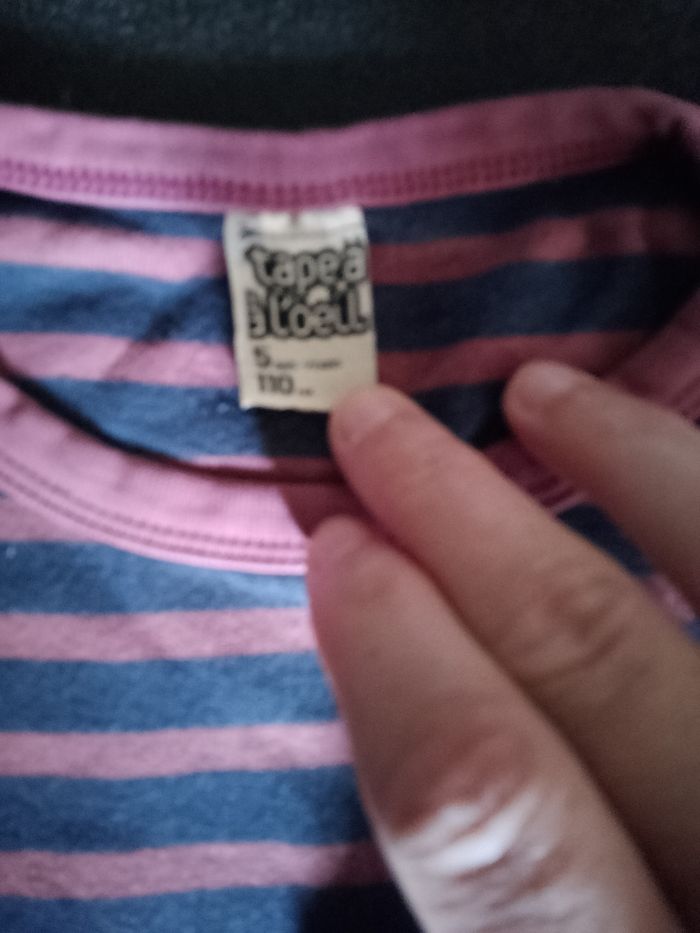 tape à
l'oeil
5
110